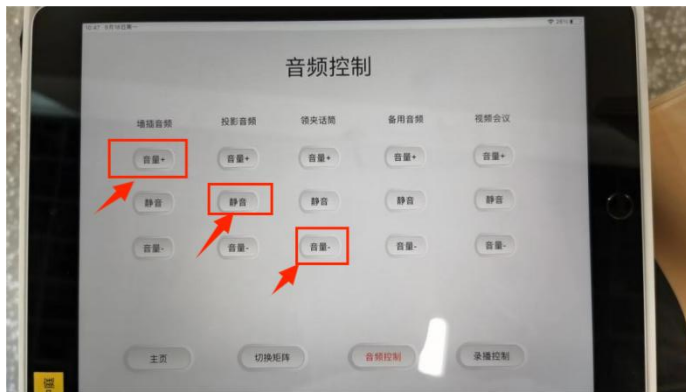 音频控制
墙插音频 投影音频 领夹话筒 备用音频 视频会议
音量+ 音量+ 音量+ 音量+ 音量+
静音 静音 静音 静音 静音
音量- 音量- 音量- 音量- 音量-
主页 切换矩阵 音频控制 录播控制